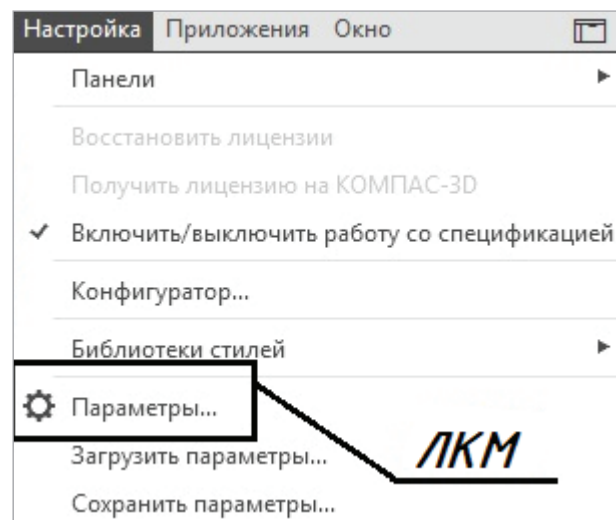 Настройка Приложения Окно
Панели
Восстановить лицензии
Получить лицензию на КОМПАС-3D
Включить/выключить работу со спецификацией
Конфигуратор...
Библиотеки стилей
Параметры...
ЛКМ
Загрузить параметры...
Сохранить параметры...